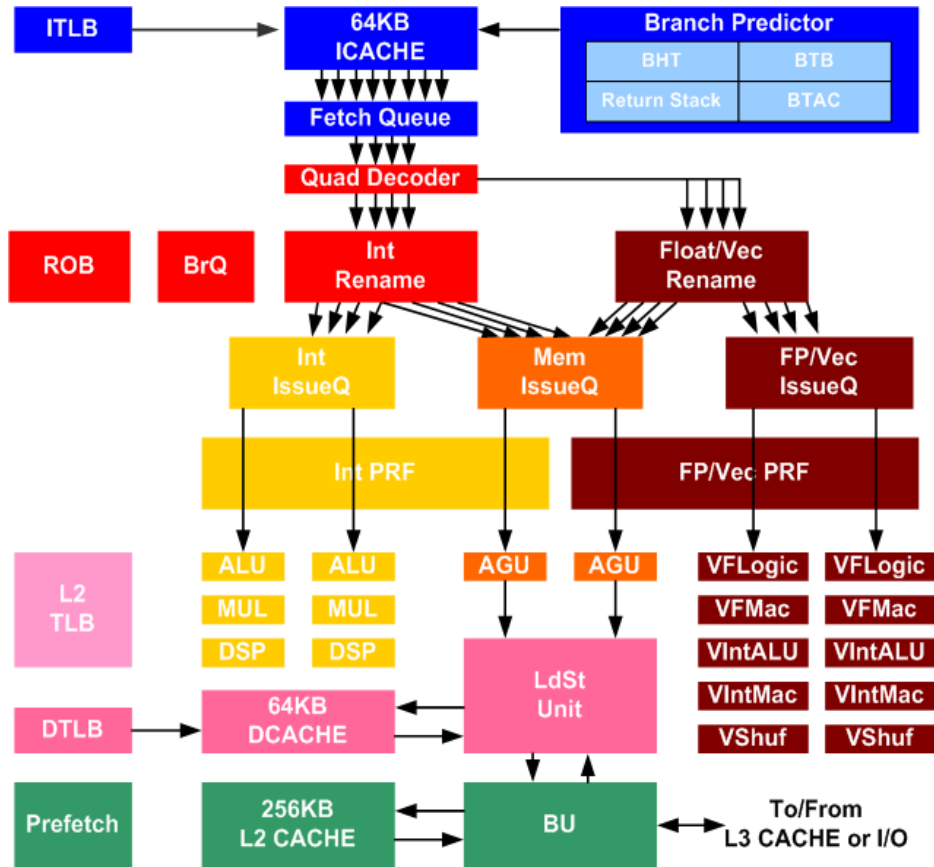 ITLB
64KB
ICACHE
Branch Predictor
BHT
BTB
Return Stack
BTAC
Fetch Queue
Quad Decoder
ROB
BrQ
Int
Rename
Float/Vec
Rename
Int
IssueQ
Mem
IssueQ
FP/Vec
IssueQ
Int PRF
FP/Vec PRF
L2
TLB
ALU
ALU
AGU
AGU
VFLogic
VFLogic
MUL
MUL
VFMac
VFMac
DSP
DSP
VIntALU
VIntALU
LdSt
Unit
VIntMac
VIntMac
DTLB
64KB
DCACHE
VShuf
VShuf
Prefetch
256KB
L2 CACHE
BU
To/From
L3 CACHE or I/O